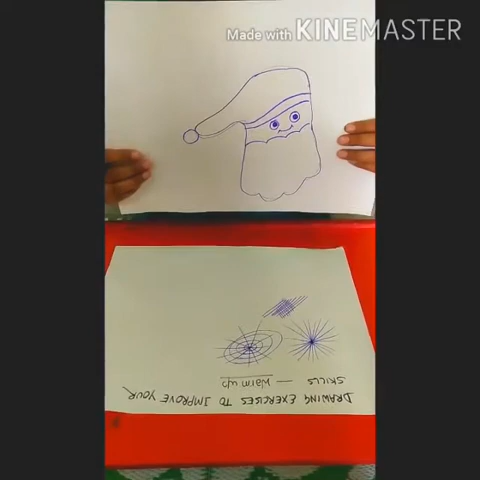 Made with KINEMASTER
DRAWING EXERCISES TO IMPROVE YOUR
SKILLS — Warm up